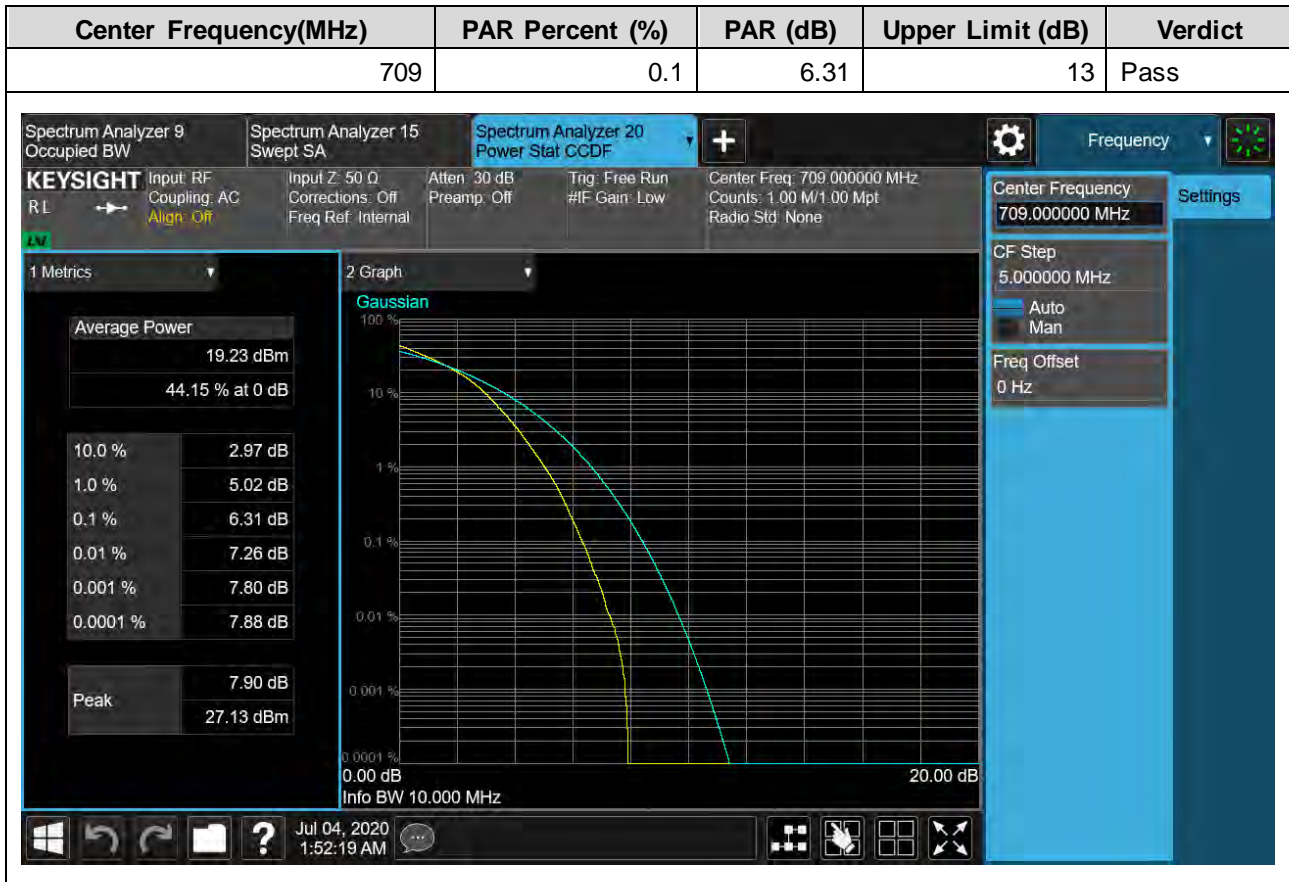 Center Frequency(MHz) PAR Percent (%) PAR (dB) Upper Limit (dB) Verdict
709 0.1 6.31 13 Pass
Spectrum Analyzer 9
Occupied BW
Spectrum Analyzer 15
Swept SA
Spectrum Analyzer 20
Power Stat CCDF
Frequency
KEYSIGHT
RL
LXI
Input: RF
Coupling: AC
Align: Off
Input Z: 50 Ω
Corrections: Off
Freq Ref: Internal
Atten: 30 dB
Preamp: Off
Trig: Free Run
#IF Gain: Low
Center Freq: 709.000000 MHz
Counts: 1.00 M/1.00 Mpt
Radio Std: None
Center Frequency
709.000000 MHz
Settings
CF Step
5.000000 MHz
Auto
Man
Freq Offset
0 Hz
1 Metrics
Average Power
19.23 dBm
44.15 % at 0 dB
10.0 % 2.97 dB
1.0 % 5.02 dB
0.1 % 6.31 dB
0.01 % 7.26 dB
0.001 % 7.80 dB
0.0001 % 7.88 dB
Peak
7.90 dB
27.13 dBm
2 Graph
Gaussian
100 %
10 %
1 %
0.1 %
0.01 %
0.001 %
0.0001 %
0.00 dB 20.00 dB
Info BW 10.000 MHz
?
Jul 04, 2020
1:52:19 AM